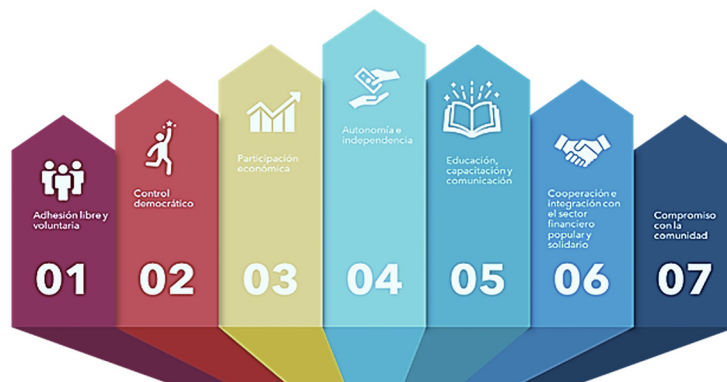 Adhesión libre y
voluntaria
01
Control
democrático
02
Participación
económica
03
Autonomía e
independencia
04
Educación,
capacitación y
comunicación
05
Cooperación e
integración con
el sector
financiero
popular y
solidario
06
Compromiso
con la
comunidad
07